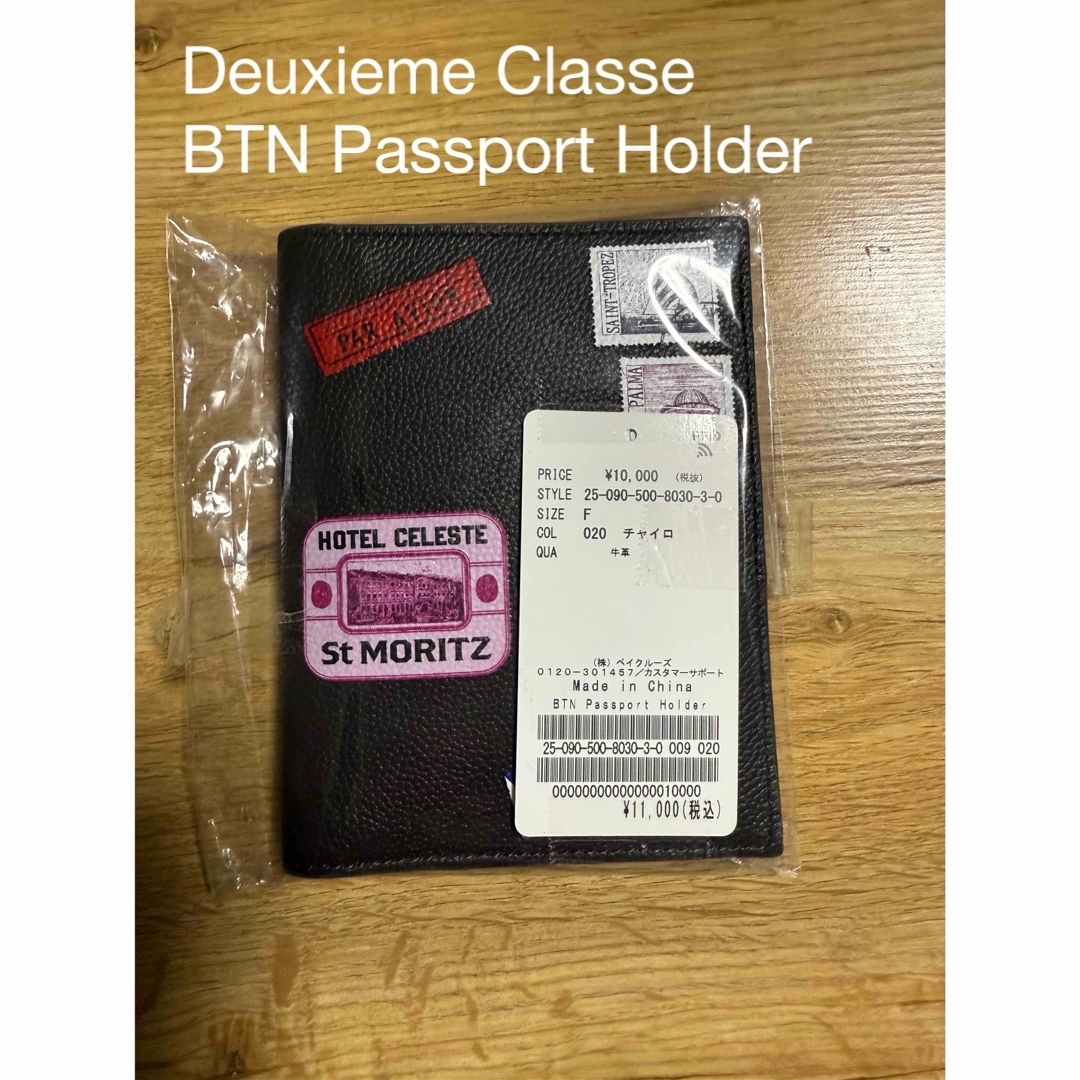 Deuxieme Classe
BTN Passport Holder
PAR AVION
SAINT-TROPEZ
PALMA
HOTEL CELESTE
St MORITZ
PRICE ¥10,000 (税抜)
STYLE 25-090-500-8030-3-0
SIZE F
COL 020 チャイロ
QUA 牛革
(株) ベイクルーズ
0120-301457/カスタマーサポート
Made in China
BTN Passport Holder
25-090-500-8030-3-0 009 020
00000000000000010000
¥11,000(税込)